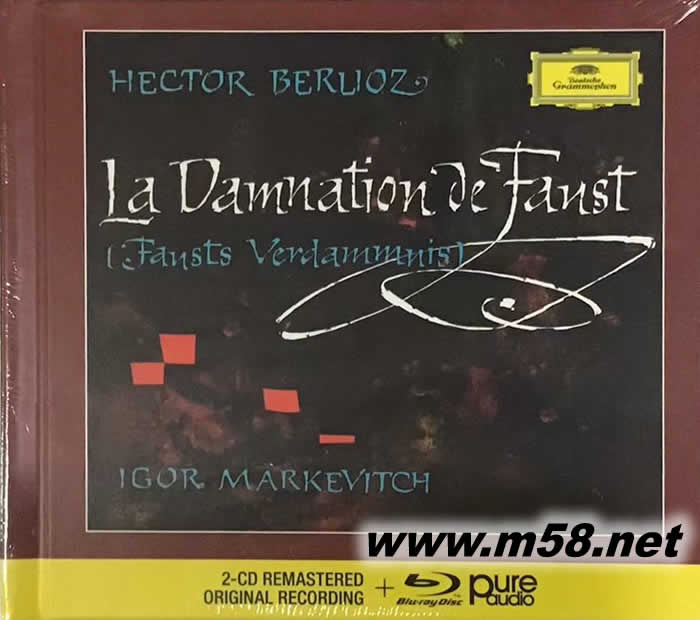 HECTOR BERLIOZ
Deutsche
Grammophon
La Damnation de Faust
(Fausts Verdammnis)
IGOR MARKEVITCH
www.m58.net
2-CD REMASTERED
ORIGINAL RECORDING
+ Blu-ray Disc pure audio